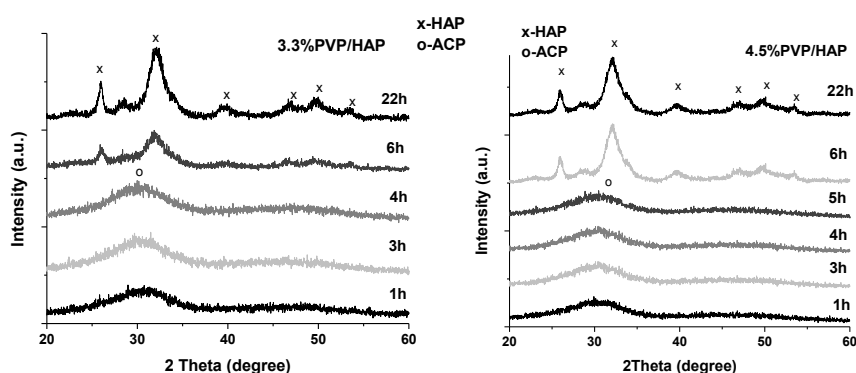 x-HAP
o-ACP
3.3%PVP/HAP
x
x
x
x
x
x
22h
6h
o
4h
3h
1h
Intensity (a.u.)
20 30 40 50 60
2 Theta (degree)
x-HAP
o-ACP
4.5%PVP/HAP
x
x
x
x
x
x
22h
6h
o
5h
4h
3h
1h
Intensity (a.u.)
20 30 40 50 60
2Theta (degree)